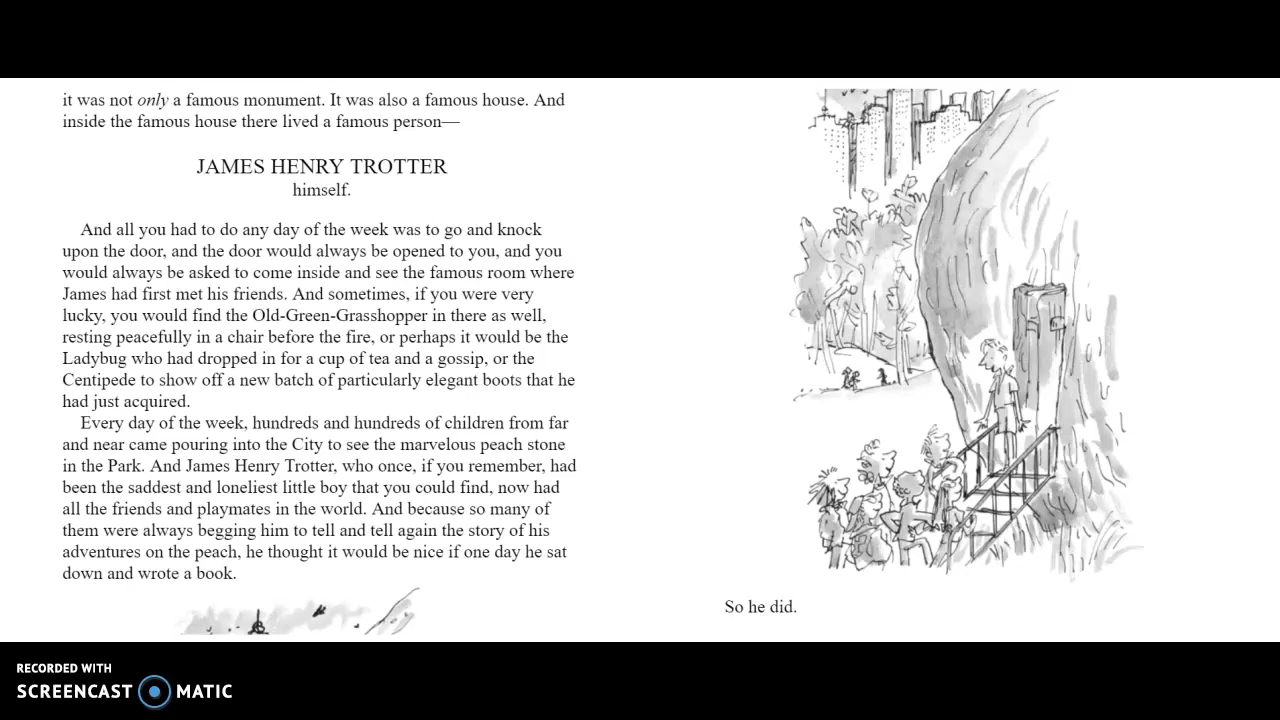 it was not only a famous monument. It was also a famous house. And
inside the famous house there lived a famous person—
JAMES HENRY TROTTER
himself.
And all you had to do any day of the week was to go and knock
upon the door, and the door would always be opened to you, and you
would always be asked to come inside and see the famous room where
James had first met his friends. And sometimes, if you were very
lucky, you would find the Old-Green-Grasshopper in there as well,
resting peacefully in a chair before the fire, or perhaps it would be the
Ladybug who had dropped in for a cup of tea and a gossip, or the
Centipede to show off a new batch of particularly elegant boots that he
had just acquired.
Every day of the week, hundreds and hundreds of children from far
and near came pouring into the City to see the marvelous peach stone
in the Park. And James Henry Trotter, who once, if you remember, had
been the saddest and loneliest little boy that you could find, now had
all the friends and playmates in the world. And because so many of
them were always begging him to tell and tell again the story of his
adventures on the peach, he thought it would be nice if one day he sat
down and wrote a book.
So he did.
RECORDED WITH
SCREENCAST MATIC